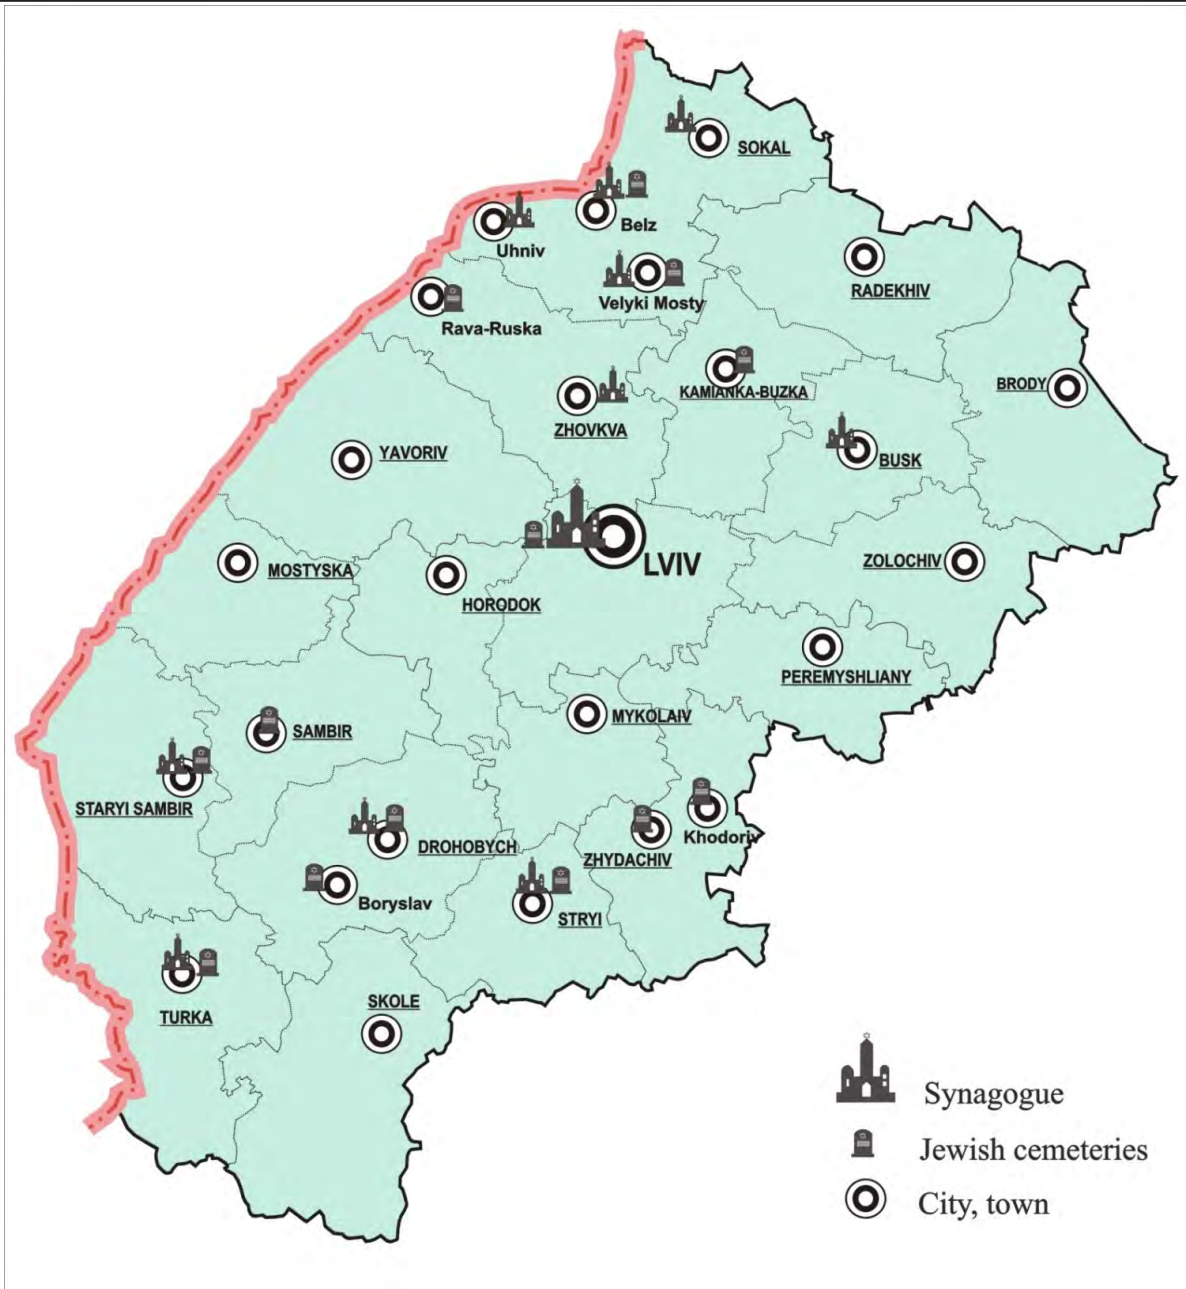 SOKAL
Belz
Uhniv
Velyki Mosty
RADEKHIV
Rava-Ruska
KAMIANKA-BUZKA
BRODY
ZHOVKVA
YAVORIV
BUSK
LVIV
MOSTYSKA
ZOLOCHIV
HORODOK
PEREMYSHLIANY
MYKOLAIV
SAMBIR
STARYI SAMBIR
Khodoriv
DROHOBYCH
ZHYDACHIV
Boryslav
STRYI
TURKA
SKOLE
Synagogue
Jewish cemeteries
City, town